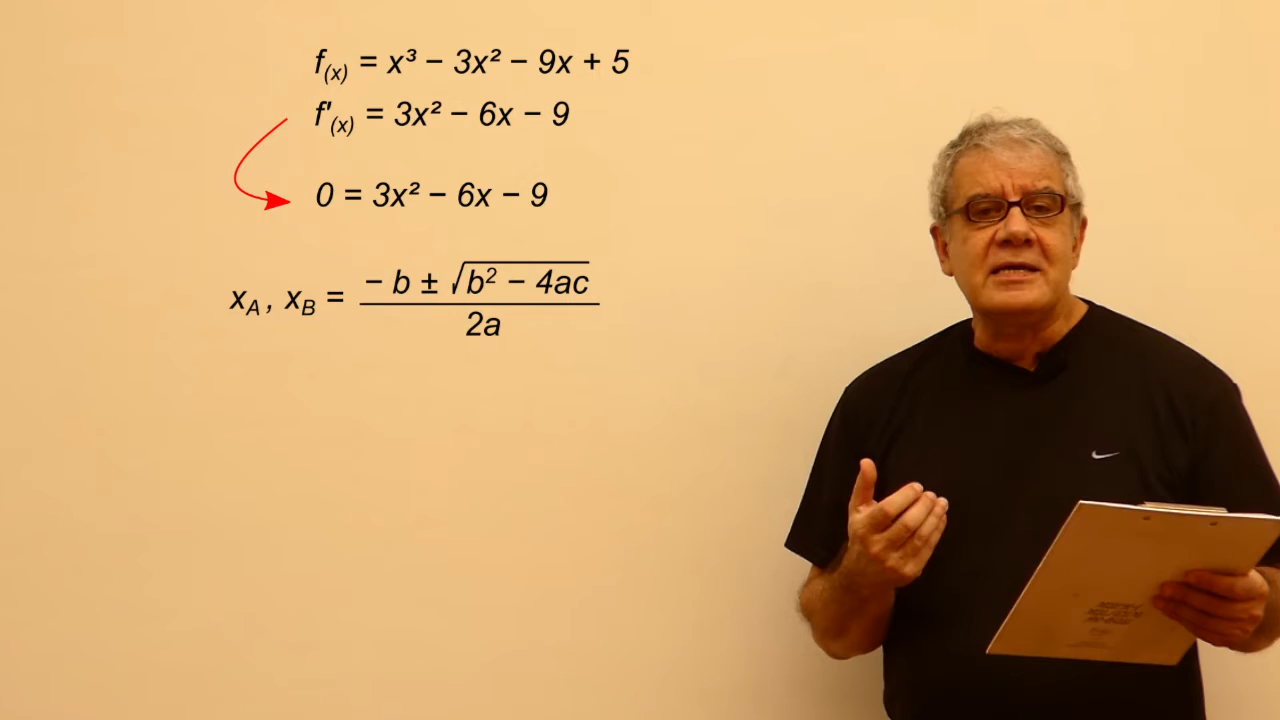 f(x) = x³ − 3x² − 9x + 5
f'(x) = 3x² − 6x − 9
0 = 3x² − 6x − 9
xA , xB = − b ± √b² − 4ac / 2a